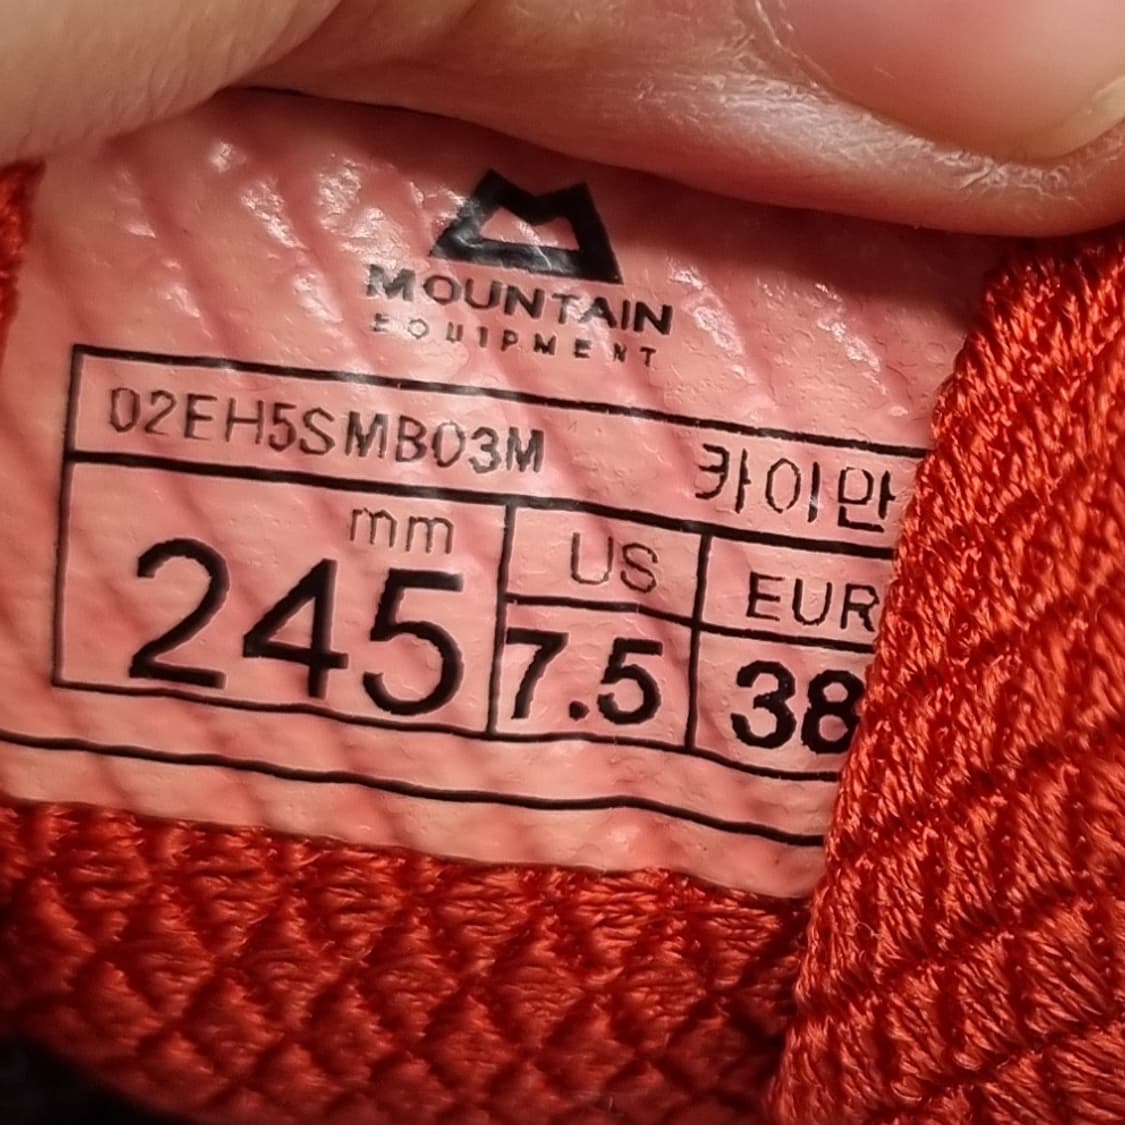 MOUNTAIN
EQUIPMENT
02EH5SMB03M 카이만
mm US EUR
245 7.5 38